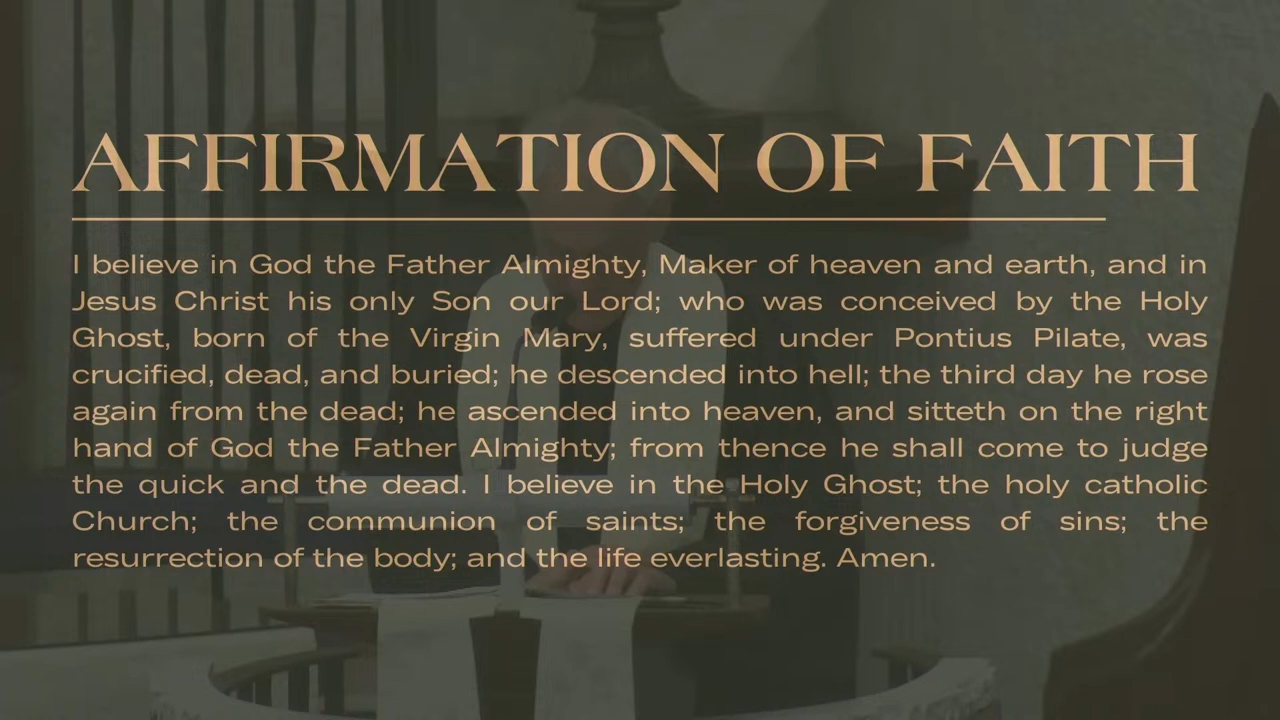 AFFIRMATION OF FAITH
I believe in God the Father Almighty, Maker of heaven and earth, and in
Jesus Christ his only Son our Lord; who was conceived by the Holy
Ghost, born of the Virgin Mary, suffered under Pontius Pilate, was
crucified, dead, and buried; he descended into hell; the third day he rose
again from the dead; he ascended into heaven, and sitteth on the right
hand of God the Father Almighty; from thence he shall come to judge
the quick and the dead. I believe in the Holy Ghost; the holy catholic
Church; the communion of saints; the forgiveness of sins; the
resurrection of the body; and the life everlasting. Amen.